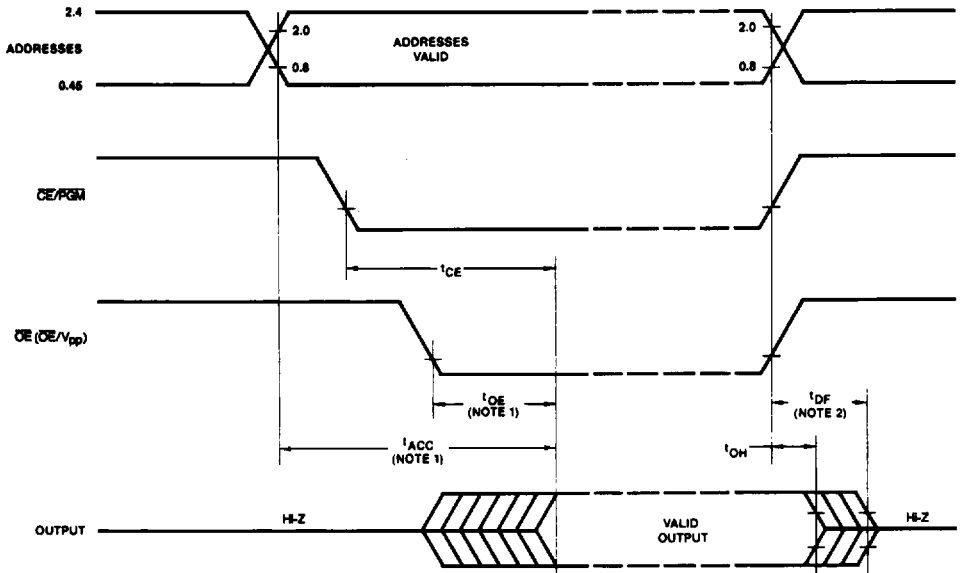 2.4
2.0
2.0
ADDRESSES
ADDRESSES
VALID
0.8
0.8
0.45
CE/PGM
tCE
OE (OE/Vpp)
tOE
(NOTE 1)
tDF
(NOTE 2)
tACC
(NOTE 1)
tOH
HI-Z
VALID
OUTPUT
HI-Z
OUTPUT